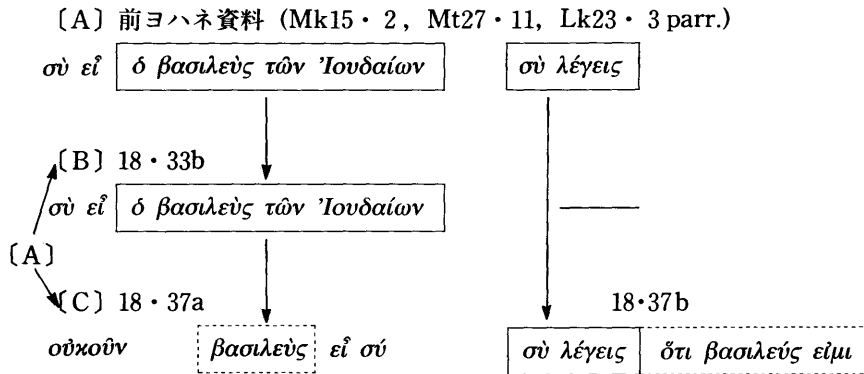 〔A〕前ヨハネ資料 (Mk15・2, Mt27・11, Lk23・3 parr.)
σὺ εἶ ὁ βασιλεὺς τῶν Ἰουδαίων σὺ λέγεις
〔B〕18・33b
σὺ εἶ ὁ βασιλεὺς τῶν Ἰουδαίων
〔A〕
〔C〕18・37a 18・37b
οὐκοῦν βασιλεὺς εἶ σύ σὺ λέγεις ὅτι βασιλεύς εἰμι